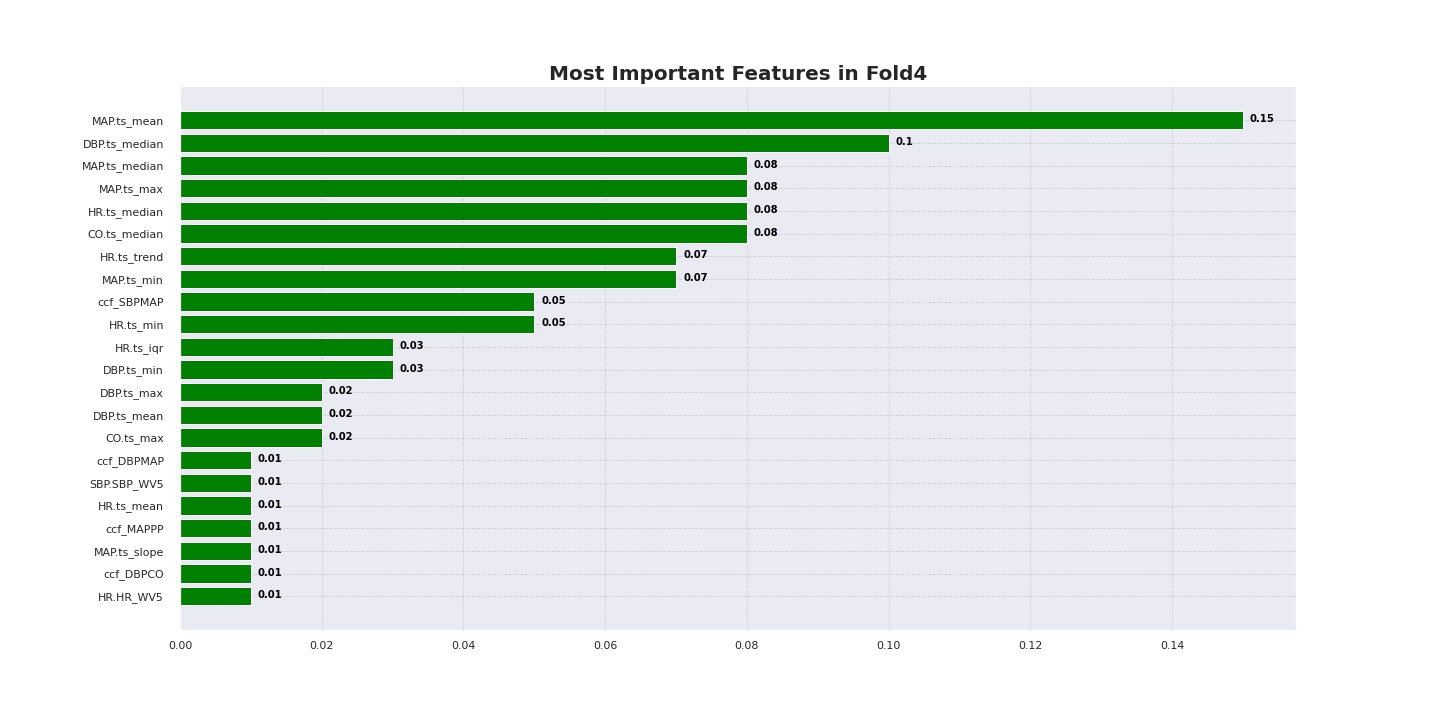 Most Important Features in Fold4
MAP.ts_mean 0.15
DBP.ts_median 0.1
MAP.ts_median 0.08
MAP.ts_max 0.08
HR.ts_median 0.08
CO.ts_median 0.08
HR.ts_trend 0.07
MAP.ts_min 0.07
ccf_SBPMAP 0.05
HR.ts_min 0.05
HR.ts_iqr 0.03
DBP.ts_min 0.03
DBP.ts_max 0.02
DBP.ts_mean 0.02
CO.ts_max 0.02
ccf_DBPMAP 0.01
SBP.SBP_WV5 0.01
HR.ts_mean 0.01
ccf_MAPPP 0.01
MAP.ts_slope 0.01
ccf_DBPCO 0.01
HR.HR_WV5 0.01
0.00 0.02 0.04 0.06 0.08 0.10 0.12 0.14